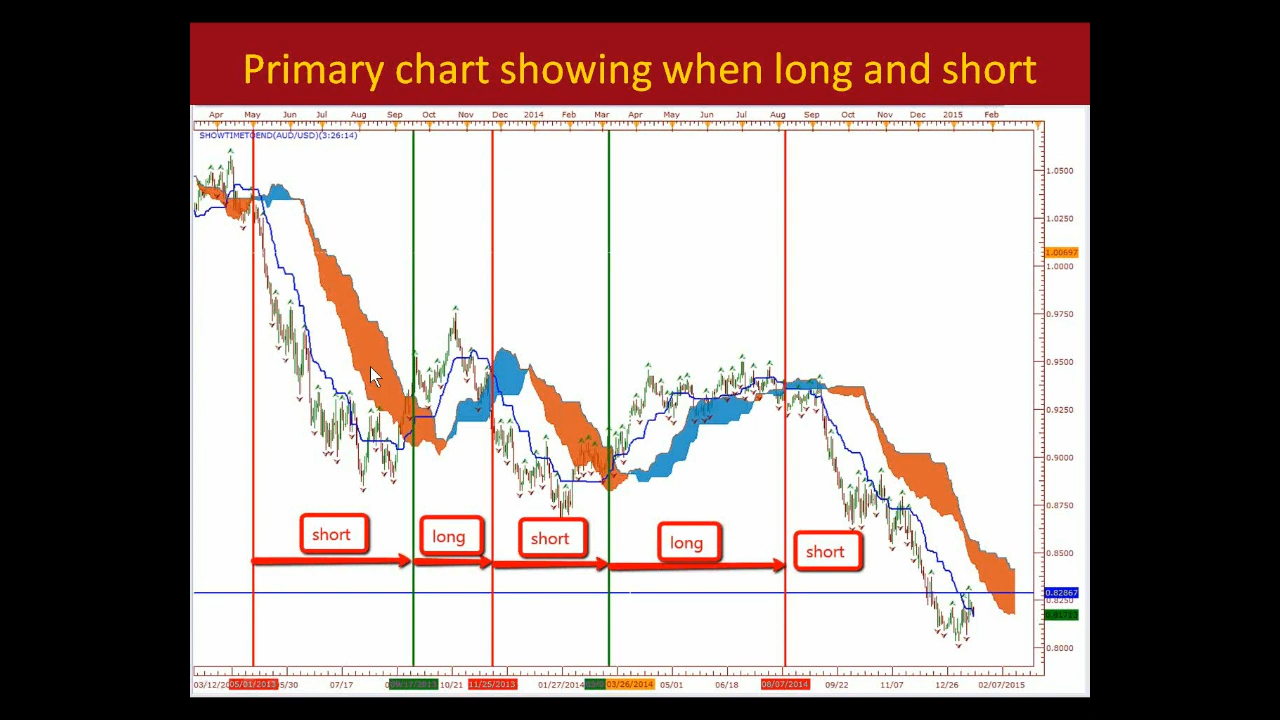 Primary chart showing when long and short
Apr May Jun Jul Aug Sep Oct Nov Dec 2014 Feb Mar Apr May Jun Jul Aug Sep Oct Nov Dec 2015 Feb
SHOWTIMETOEND(AUD/USD)(3:26:14)
1.0500
1.0250
1.00697
1.0000
0.9750
0.9500
0.9250
0.9000
0.8750
short long short long short
0.8500
0.82867
0.8250
0.8000
03/12/20 05/01/2013 5/30 07/17 09/17/2013 10/21 11/25/2013 01/27/2014 03/26/2014 05/01 06/18 08/07/2014 09/22 11/07 12/26 02/07/2015